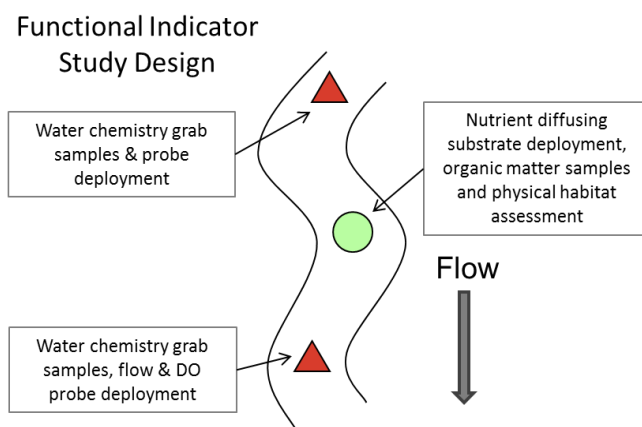 Functional Indicator
Study Design
Water chemistry grab
samples & probe
deployment
Nutrient diffusing
substrate deployment,
organic matter samples
and physical habitat
assessment
Flow
Water chemistry grab
samples, flow & DO
probe deployment